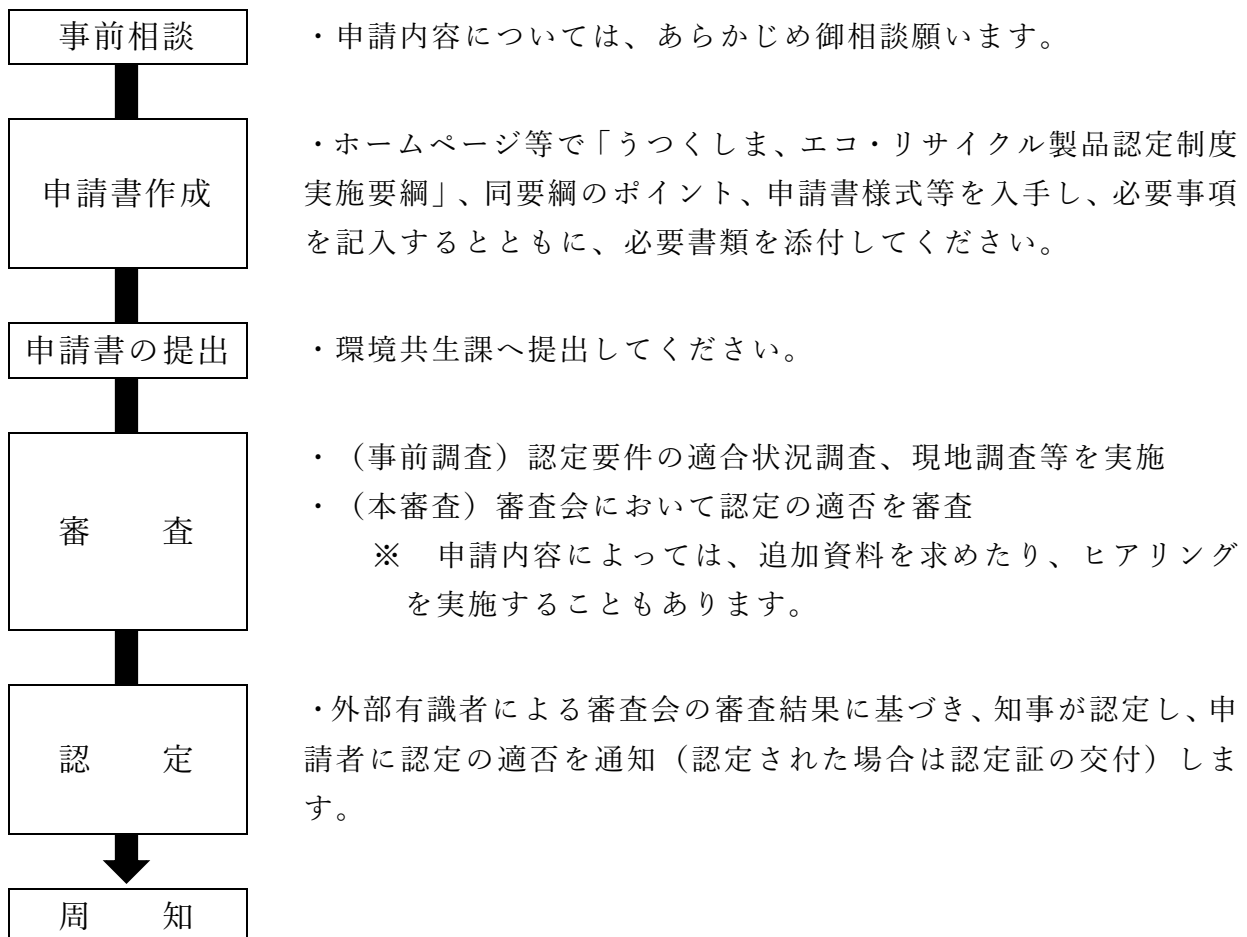 事前相談
・申請内容については、あらかじめ御相談願います。
申請書作成
・ホームページ等で「うつくしま、エコ・リサイクル製品認定制度
実施要綱」、同要綱のポイント、申請書様式等を入手し、必要事項
を記入するとともに、必要書類を添付してください。
申請書の提出
・環境共生課へ提出してください。
審　　査
・（事前調査）認定要件の適合状況調査、現地調査等を実施
・（本審査）審査会において認定の適否を審査
※　申請内容によっては、追加資料を求めたり、ヒアリング
を実施することもあります。
認　　定
・外部有識者による審査会の審査結果に基づき、知事が認定し、申
請者に認定の適否を通知（認定された場合は認定証の交付）しま
す。
周　　知